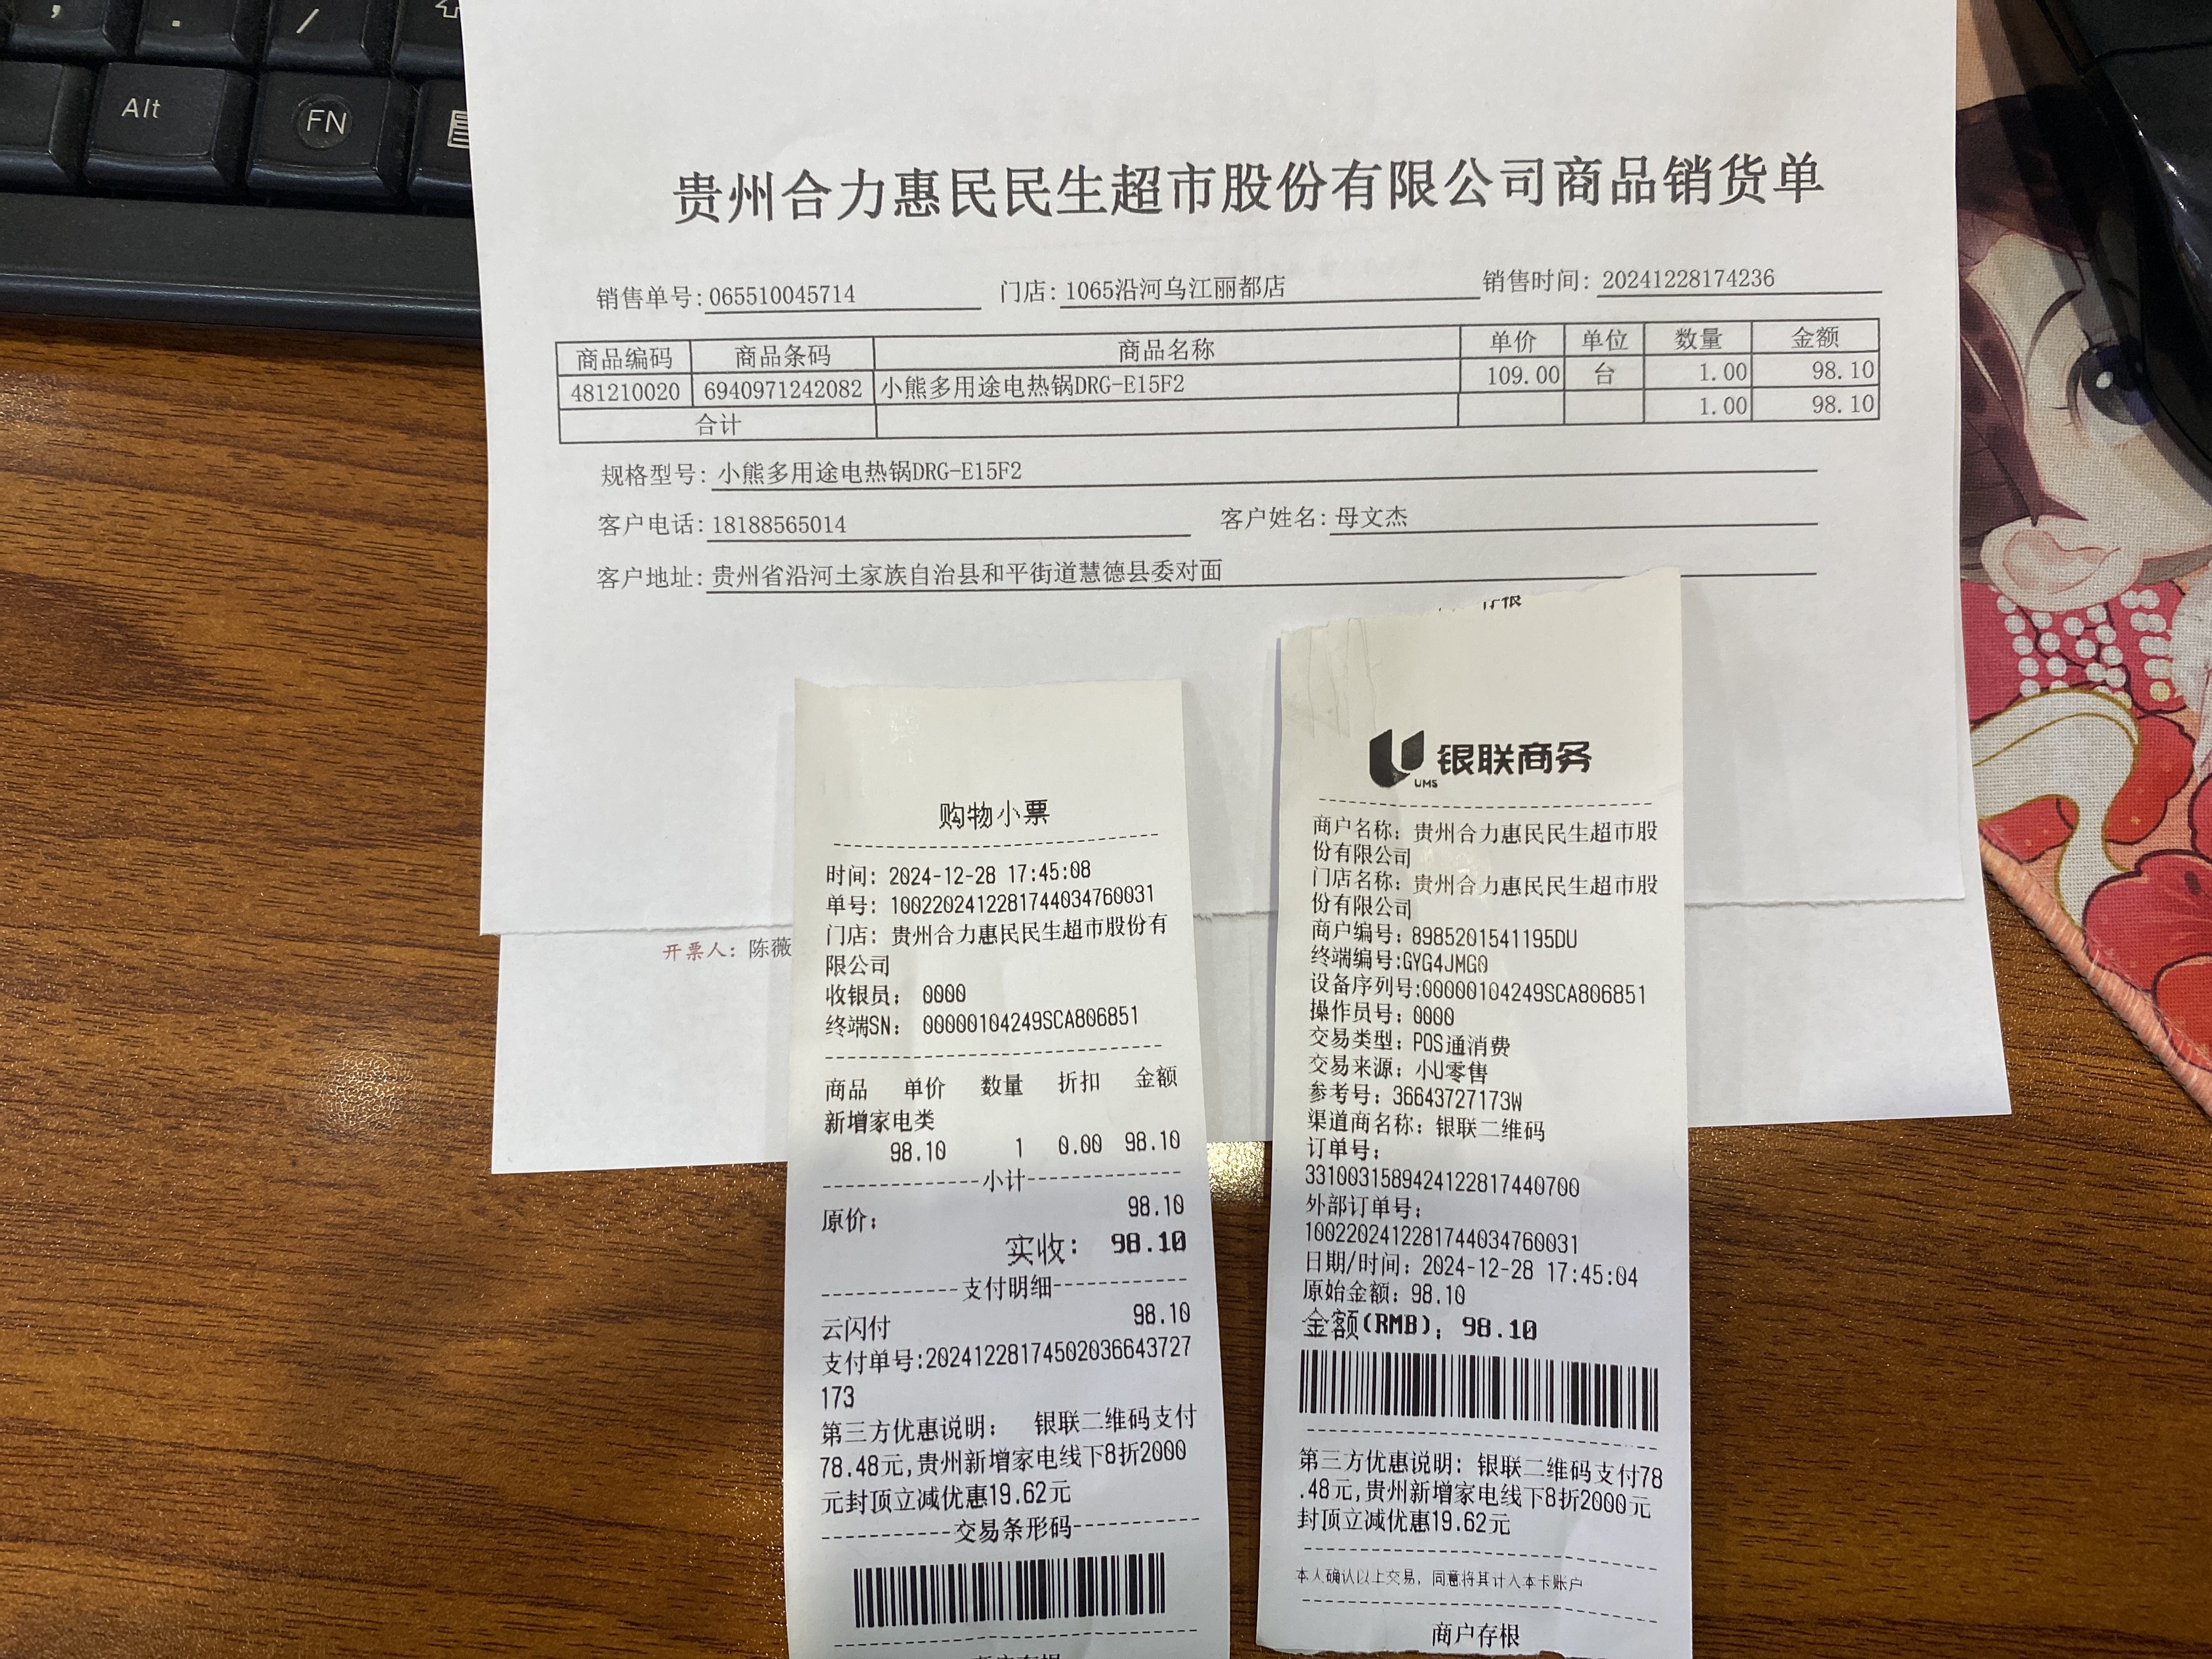 Alt
FN
贵州合力惠民民生超市股份有限公司商品销货单
销售单号: 065510045714 门店: 1065沿河乌江丽都店 销售时间: 20241228174236
商品编码 商品条码 商品名称 单价 单位 数量 金额
481210020 6940971242082 小熊多用途电热锅DRG-E15F2 109.00 台 1.00 98.10
合计 1.00 98.10
规格型号: 小熊多用途电热锅DRG-E15F2
客户电话: 18188565014 客户姓名: 母文杰
客户地址: 贵州省沿河土家族自治县和平街道慧德县委对面
开票人: 陈薇
购物小票
时间: 2024-12-28 17:45:08
单号: 10022024122817440347​60031
门店: 贵州合力惠民民生超市股份有
限公司
收银员: 0000
终端SN: 00000104249SCA806851
商品 单价 数量 折扣 金额
新增家电类
98.10 1 0.00 98.10
小计
原价: 98.10
实收: 98.10
支付明细
云闪付 98.10
支付单号:20241228174502036643727
173
第三方优惠说明: 银联二维码支付
78.48元,贵州新增家电线下8折2000
元封顶立减优惠19.62元
交易条形码
银联商务
UMS
商户名称: 贵州合力惠民民生超市股
份有限公司
门店名称: 贵州合力惠民民生超市股
份有限公司
商户编号: 8985201541195DU
终端编号:GYG4JMG0
设备序列号:00000104249SCA806851
操作员号: 0000
交易类型: POS通消费
交易来源: 小U零售
参考号: 36643727173W
渠道商名称: 银联二维码
订单号:
3310031589424122817440700
外部订单号:
1002202412281744034760031
日期/时间: 2024-12-28 17:45:04
原始金额: 98.10
金额(RMB): 98.10
第三方优惠说明: 银联二维码支付78
.48元,贵州新增家电线下8折2000元
封顶立减优惠19.62元
本人确认以上交易, 同意将其计入本卡账户
商户存根